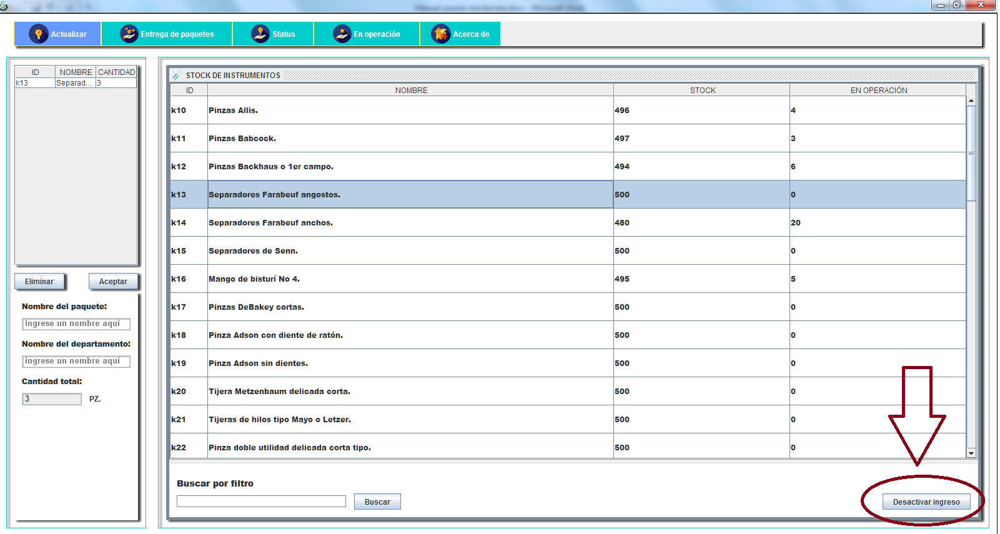 Actualizar Entrega de paquetes Status En operación Acerca de
ID NOMBRE CANTIDAD
k13 Separad... 3
Eliminar Aceptar
Nombre del paquete:
ingrese un nombre aquí
Nombre del departamento:
ingrese un nombre aquí
Cantidad total:
3 PZ.
STOCK DE INSTRUMENTOS
ID NOMBRE STOCK EN OPERACIÓN
k10 Pinzas Allis. 496 4
k11 Pinzas Babcock. 497 3
k12 Pinzas Backhaus o 1er campo. 494 6
k13 Separadores Farabeuf angostos. 500 0
k14 Separadores Farabeuf anchos. 480 20
k15 Separadores de Senn. 500 0
k16 Mango de bisturí No 4. 495 5
k17 Pinzas DeBakey cortas. 500 0
k18 Pinza Adson con diente de ratón. 500 0
k19 Pinza Adson sin dientes. 500 0
k20 Tijera Metzenbaum delicada corta. 500 0
k21 Tijeras de hilos tipo Mayo o Letzer. 500 0
k22 Pinza doble utilidad delicada corta tipo. 500 0
Buscar por filtro
Buscar
Desactivar ingreso